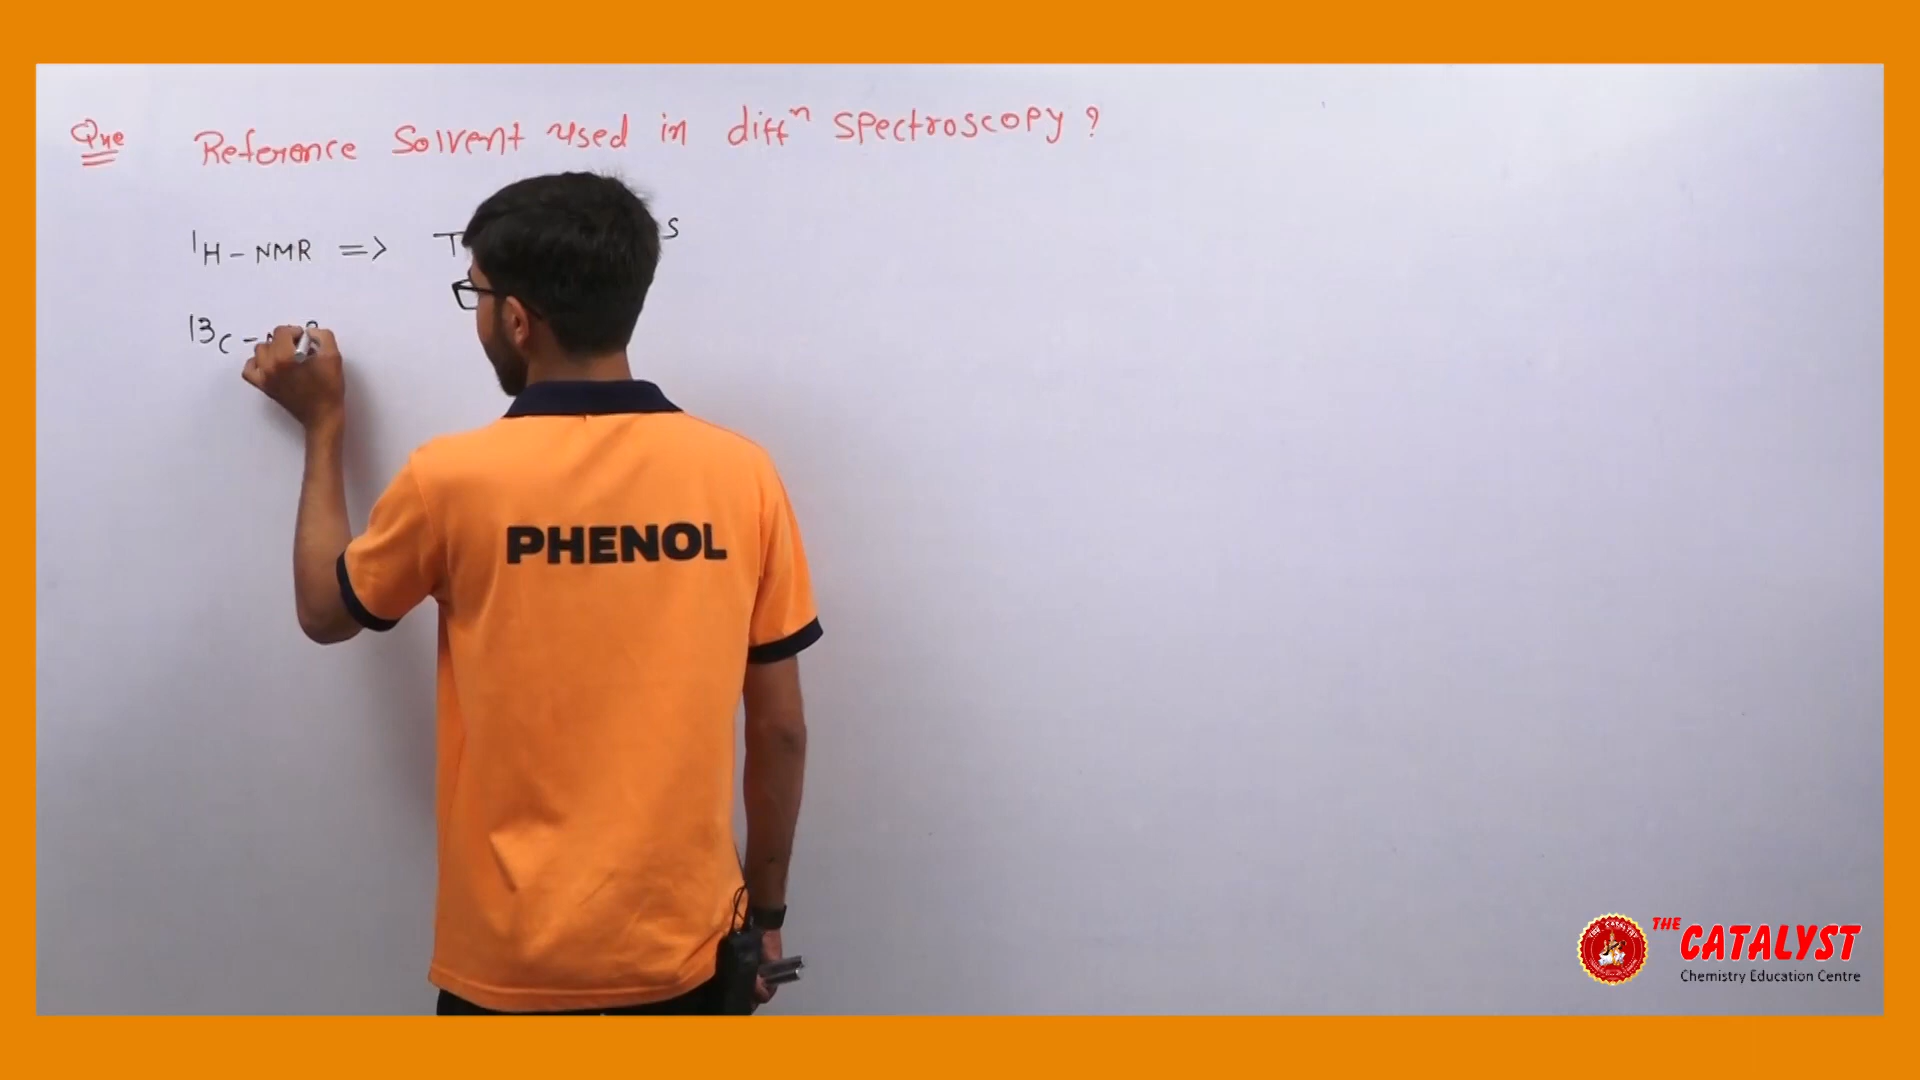 Que Reference Solvent used in diffⁿ spectroscopy ?
¹H - NMR => T S
¹³C -
PHENOL
THE CATALYST
Chemistry Education Centre